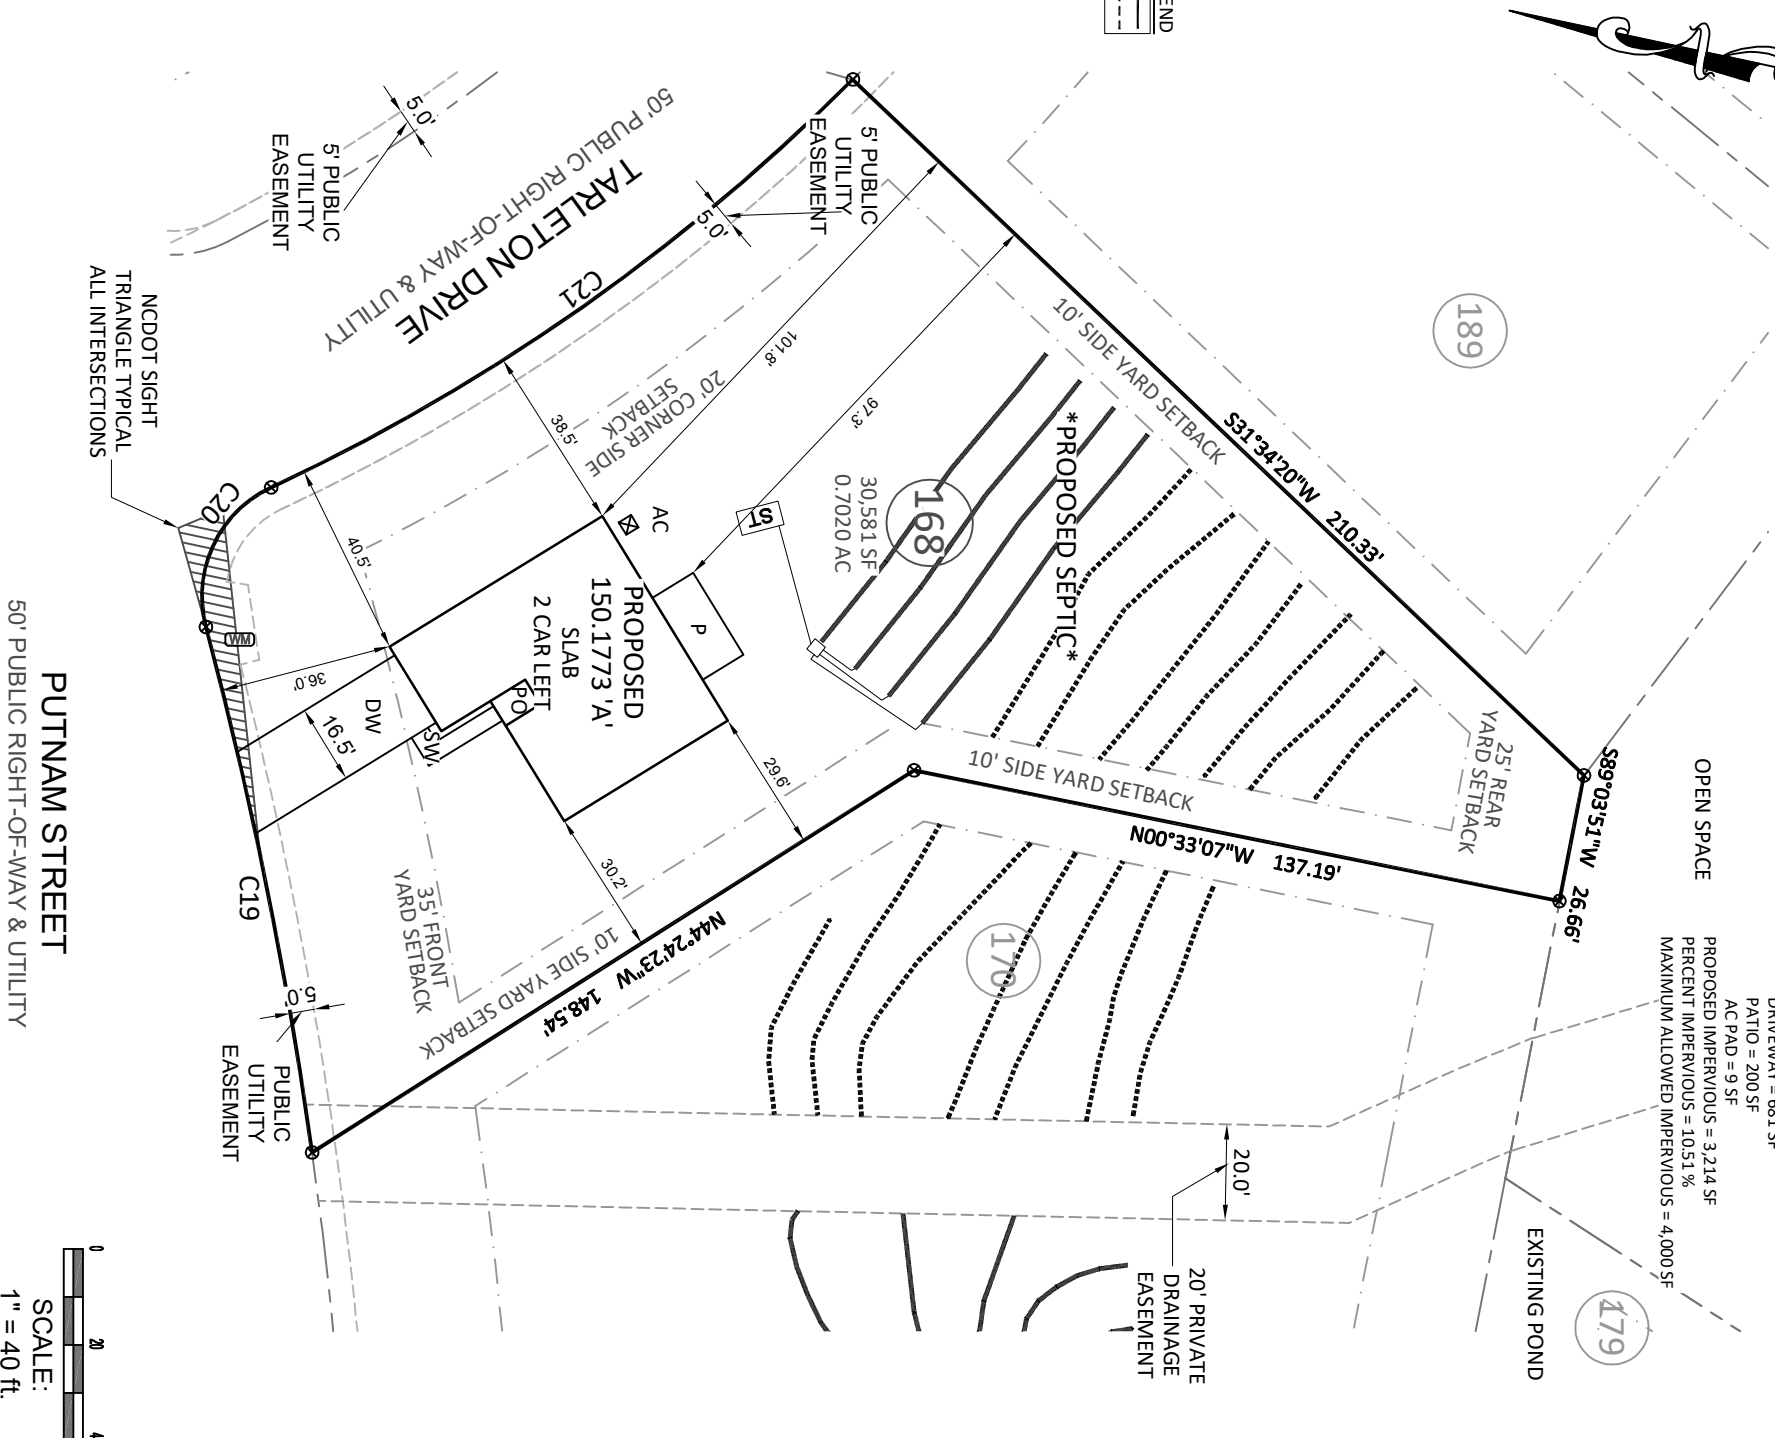 END
DRIVEWAY = 681 SF
PATIO = 200 SF
AC PAD = 9 SF
PROPOSED IMPERVIOUS = 3,214 SF
PERCENT IMPERVIOUS = 10.51 %
MAXIMUM ALLOWED IMPERVIOUS = 4,000 SF
OPEN SPACE
EXISTING POND
179
189
S89°03'51"W 26.66'
S31°34'20"W 210.33'
10' SIDE YARD SETBACK
25' REAR
YARD SETBACK
N00°33'07"W 137.19'
10' SIDE YARD SETBACK
*PROPOSED SEPTIC*
168
30,581 SF
0.7020 AC
170
20.0'
20' PRIVATE
DRAINAGE
EASEMENT
5' PUBLIC
UTILITY
EASEMENT
5.0'
101.8'
97.3'
ST
20' CORNER SIDE
SETBACK
38.5'
AC
P
PROPOSED
150.1773 'A'
SLAB
2 CAR LEFT
PO
SW
DW
16.5'
29.6'
30.2'
40.5'
36.0'
WM
N44°24'23"W 148.54'
10' SIDE YARD SETBACK
35' FRONT
YARD SETBACK
C21
C20
C19
5.0'
PUBLIC
UTILITY
EASEMENT
5.0'
5' PUBLIC
UTILITY
EASEMENT
50' PUBLIC RIGHT-OF-WAY & UTILITY
TARLETON DRIVE
NCDOT SIGHT
TRIANGLE TYPICAL
ALL INTERSECTIONS
PUTNAM STREET
50' PUBLIC RIGHT-OF-WAY & UTILITY
0
20
4
SCALE:
1" = 40 ft.